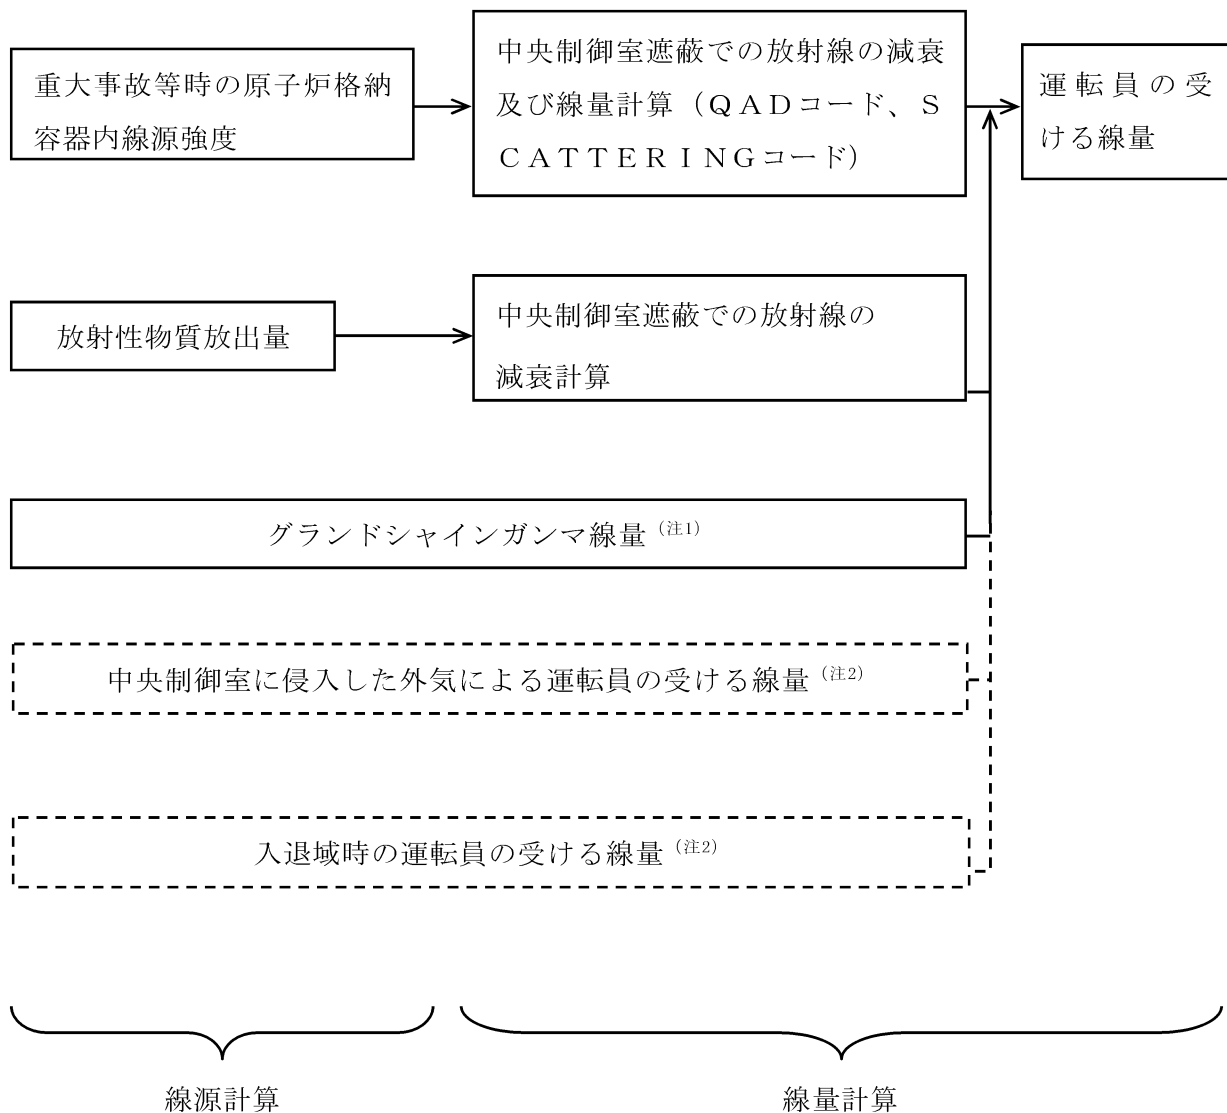 重大事故等時の原子炉格納
容器内線源強度
中央制御室遮蔽での放射線の減衰
及び線量計算（ＱＡＤコード、Ｓ
ＣＡＴＴＥＲＩＮＧコード）
運転員の受
ける線量
放射性物質放出量
中央制御室遮蔽での放射線の
減衰計算
グランドシャインガンマ線量（注1）
中央制御室に侵入した外気による運転員の受ける線量（注2）
入退域時の運転員の受ける線量（注2）
線源計算
線量計算